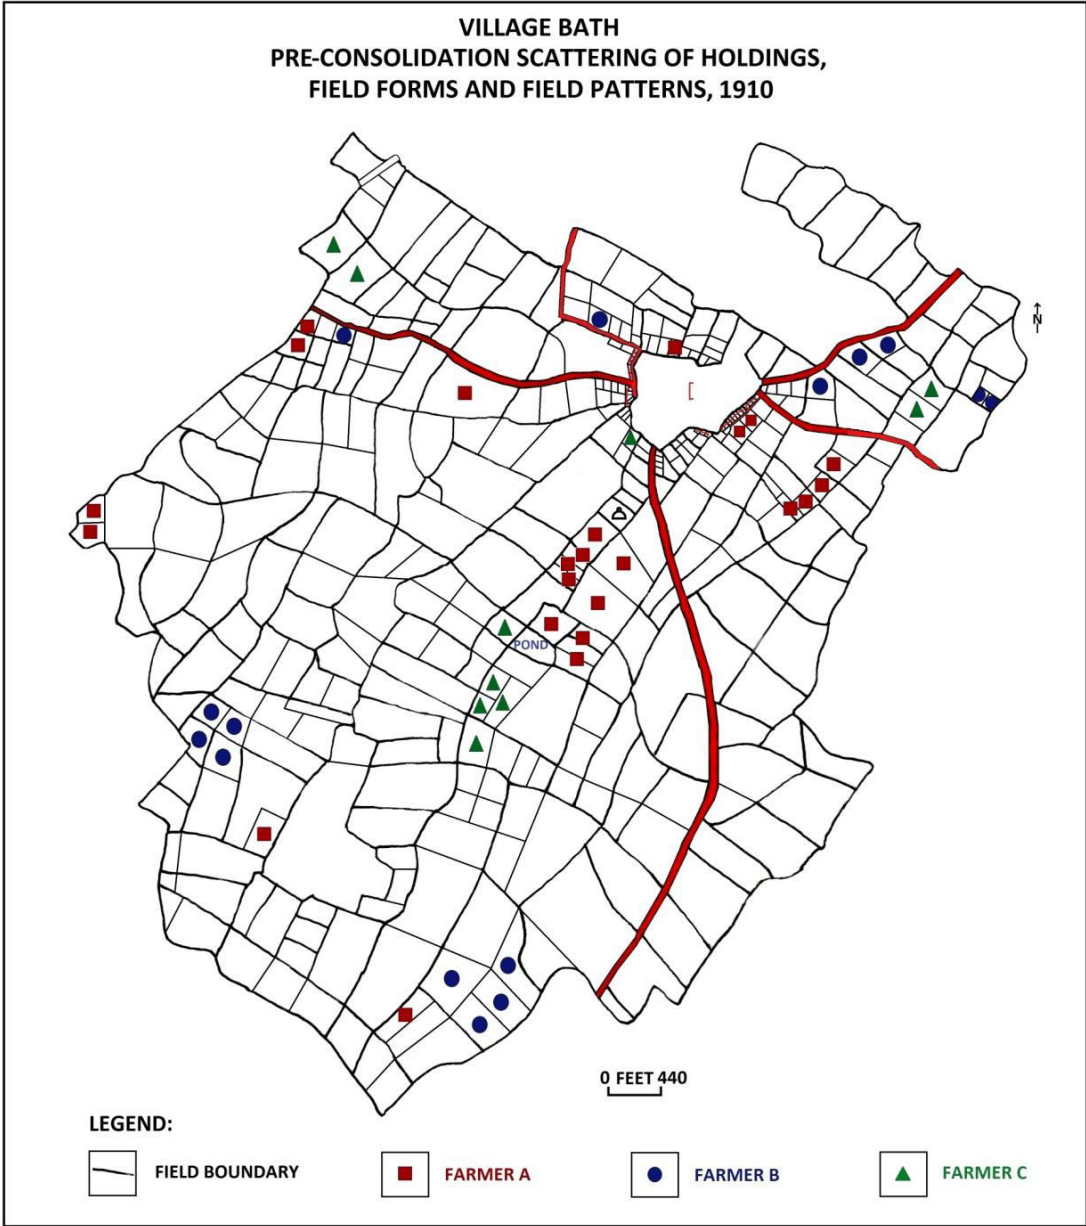 VILLAGE BATH
PRE-CONSOLIDATION SCATTERING OF HOLDINGS,
FIELD FORMS AND FIELD PATTERNS, 1910
N
POND
0 FEET 440
LEGEND:
FIELD BOUNDARY
FARMER A
FARMER B
FARMER C